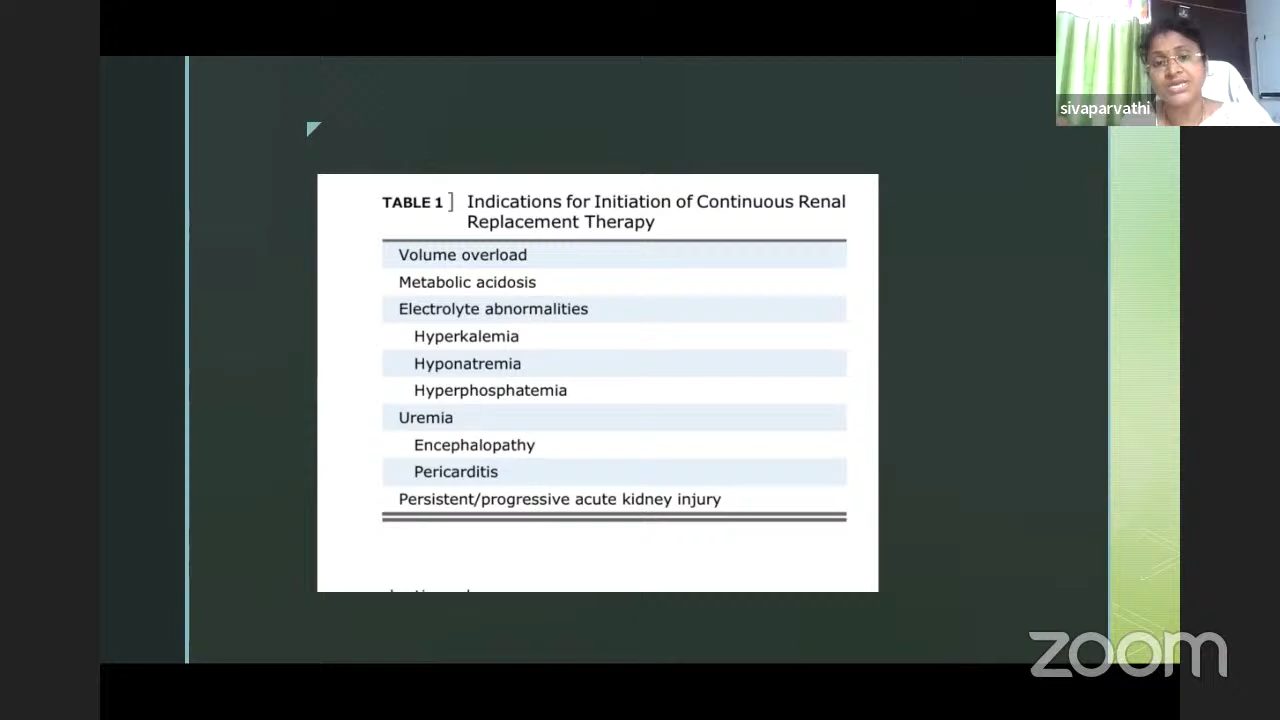 sivaparvathi
TABLE 1] Indications for Initiation of Continuous Renal
Replacement Therapy
Volume overload
Metabolic acidosis
Electrolyte abnormalities
Hyperkalemia
Hyponatremia
Hyperphosphatemia
Uremia
Encephalopathy
Pericarditis
Persistent/progressive acute kidney injury
zoom